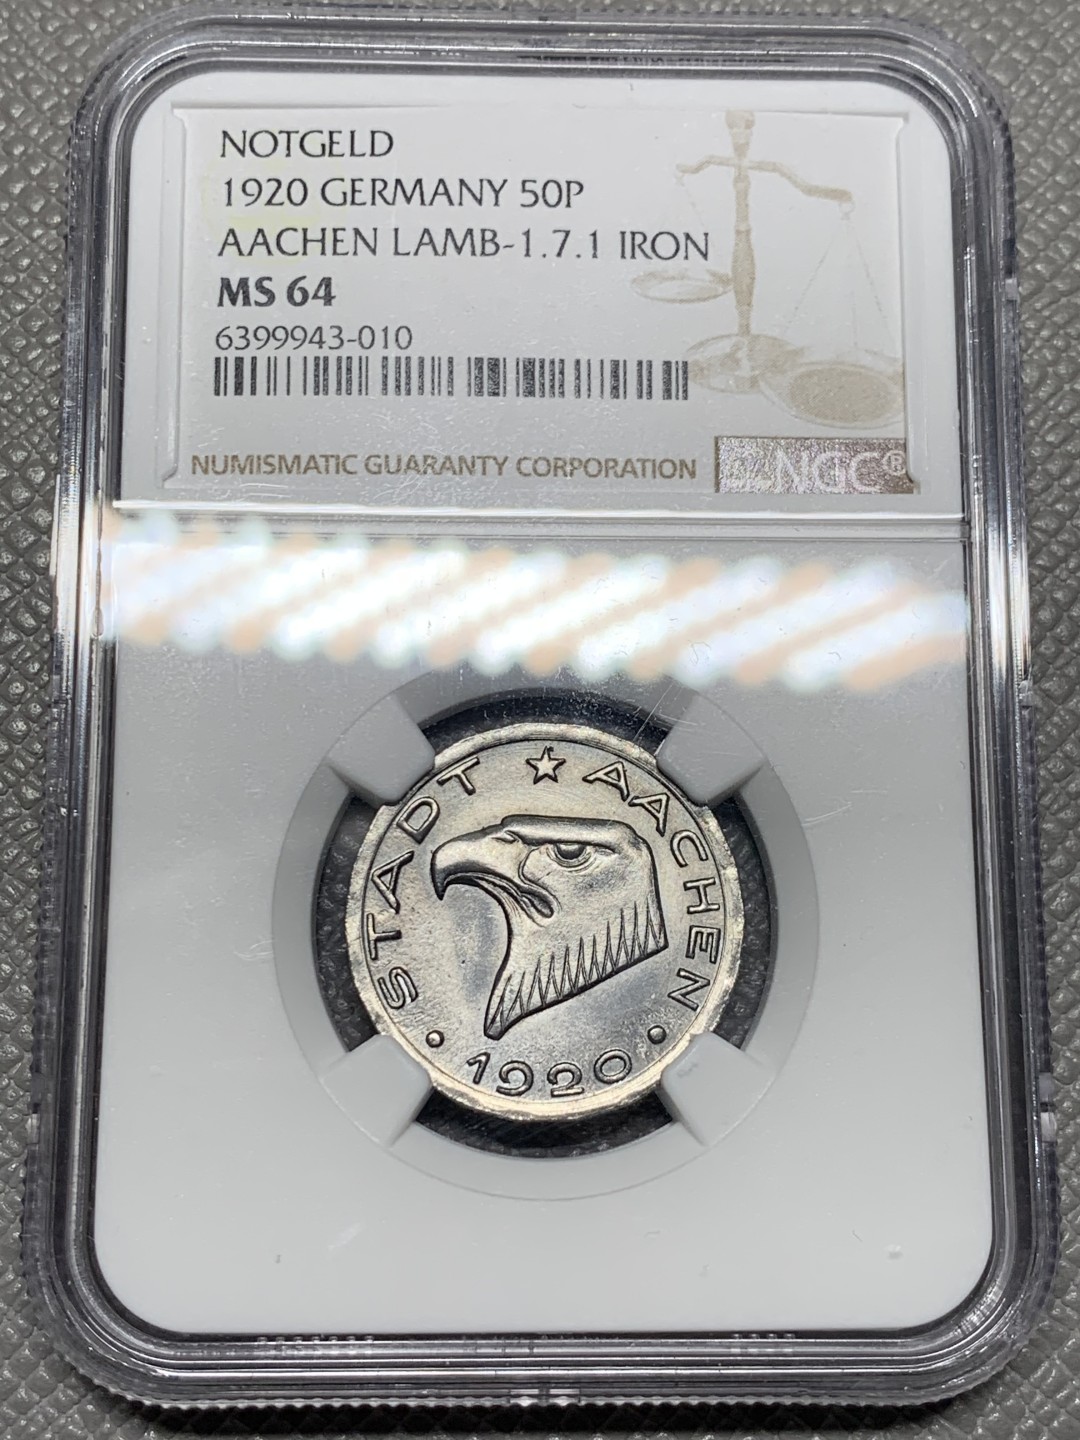 NOTGELD
1920 GERMANY 50P
AACHEN LAMB-1.7.1 IRON
MS 64
6399943-010
NUMISMATIC GUARANTY CORPORATION NGC®
STADT ★ AACHEN
• 1920 •